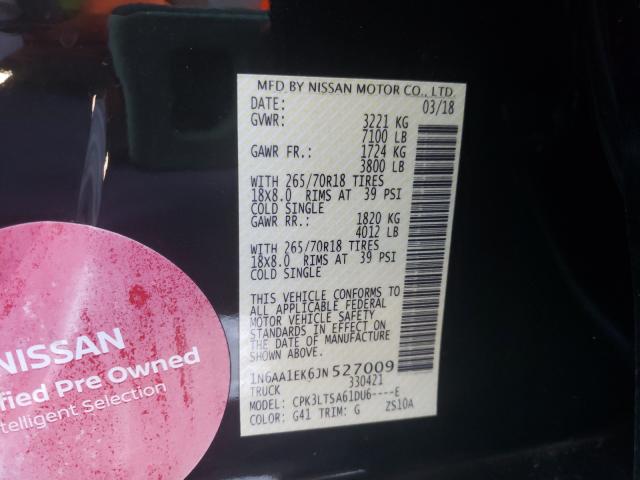 MFD BY NISSAN MOTOR CO., LTD.
DATE: 03/18
GVWR: 3221 KG
7100 LB
GAWR FR.: 1724 KG
3800 LB
WITH 265/70R18 TIRES
18X8.0 RIMS AT 39 PSI
COLD SINGLE
GAWR RR.: 1820 KG
4012 LB
WITH 265/70R18 TIRES
18X8.0 RIMS AT 39 PSI
COLD SINGLE
THIS VEHICLE CONFORMS TO
ALL APPLICABLE FEDERAL
MOTOR VEHICLE SAFETY
STANDARDS IN EFFECT ON
THE DATE OF MANUFACTURE
SHOWN ABOVE.
1N6AA1EK6JN527009
TRUCK 330421
MODEL: CPK3LTSA61DU6----E
COLOR: G41 TRIM: G ZS10A
NISSAN
fied Pre Owned
ntelligent Selection